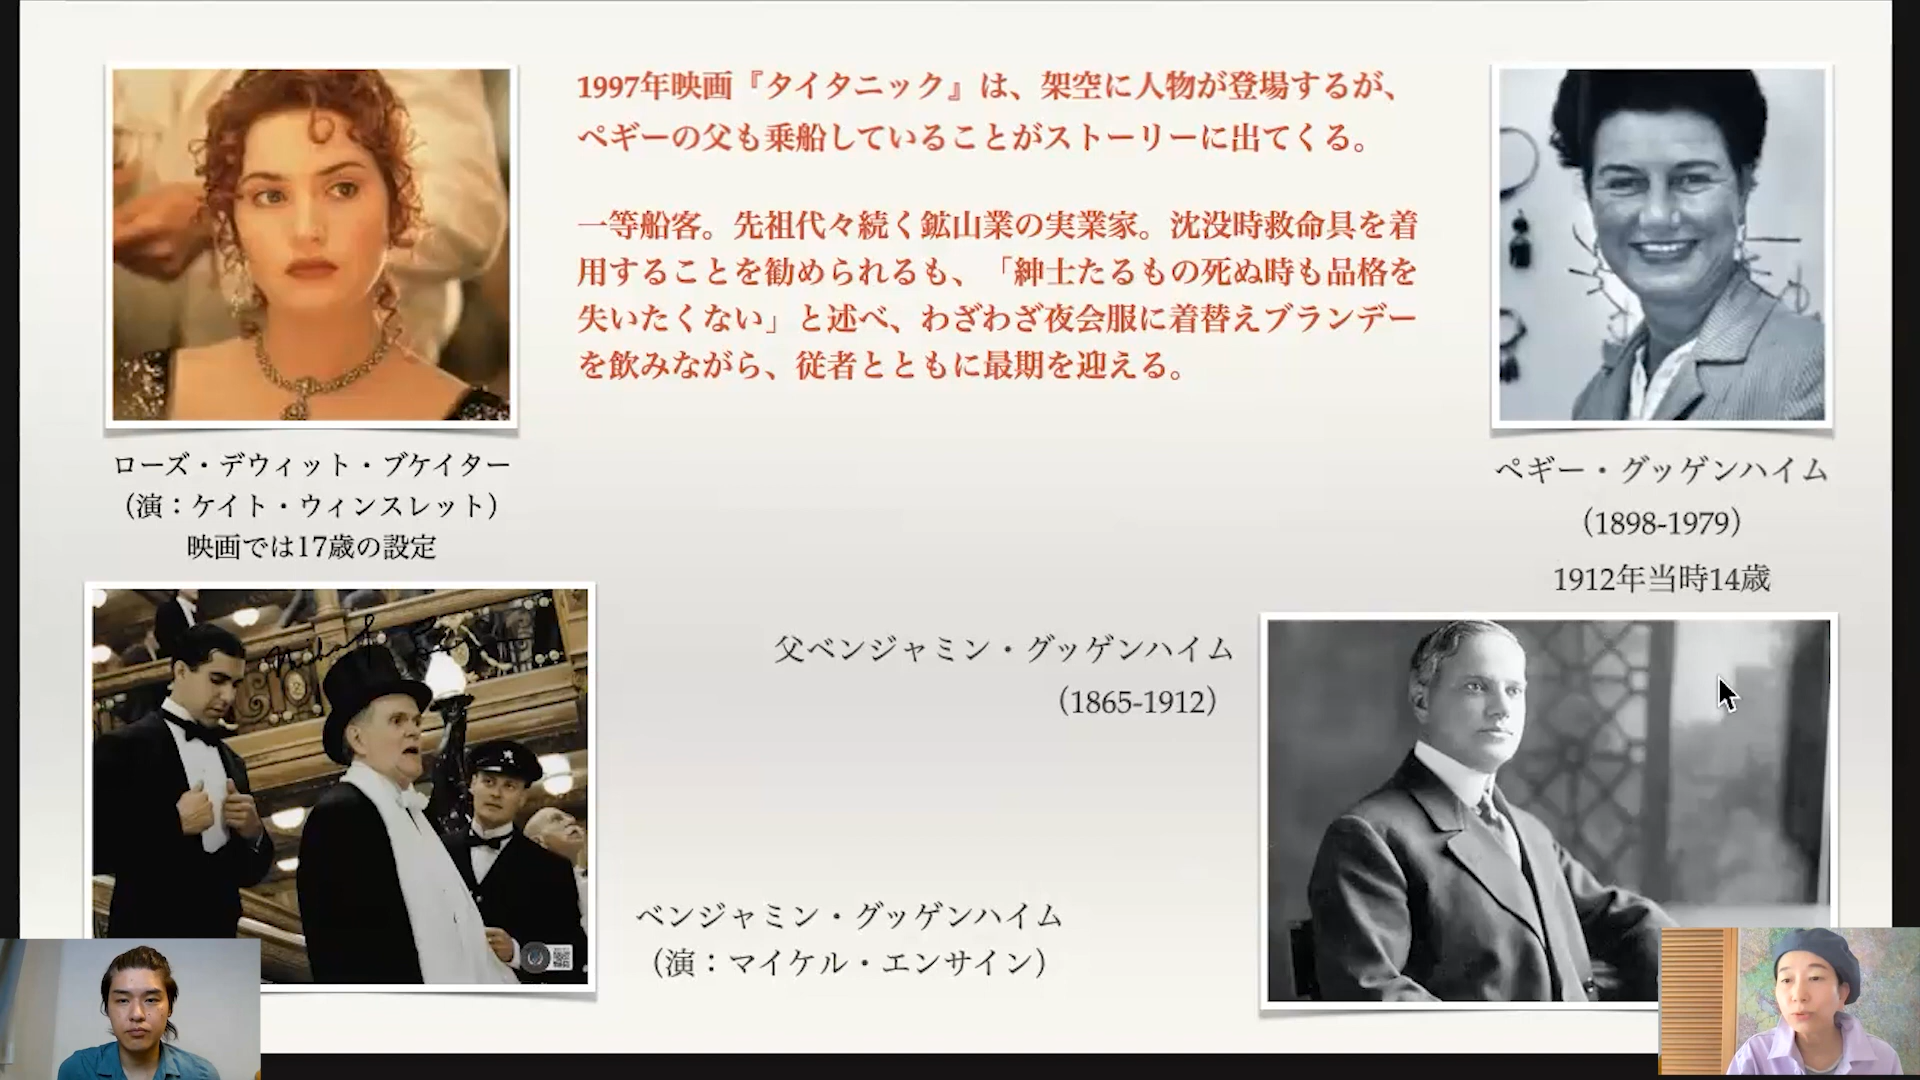 1997年映画『タイタニック』は、架空に人物が登場するが、
ペギーの父も乗船していることがストーリーに出てくる。
一等船客。先祖代々続く鉱山業の実業家。沈没時救命具を着
用することを勧められるも、「紳士たるもの死ぬ時も品格を
失いたくない」と述べ、わざわざ夜会服に着替えブランデー
を飲みながら、従者とともに最期を迎える。
ローズ・デウィット・ブケイター
（演：ケイト・ウィンスレット）
映画では17歳の設定
ペギー・グッゲンハイム
（1898-1979）
1912年当時14歳
父ベンジャミン・グッゲンハイム
（1865-1912）
ベンジャミン・グッゲンハイム
（演：マイケル・エンサイン）